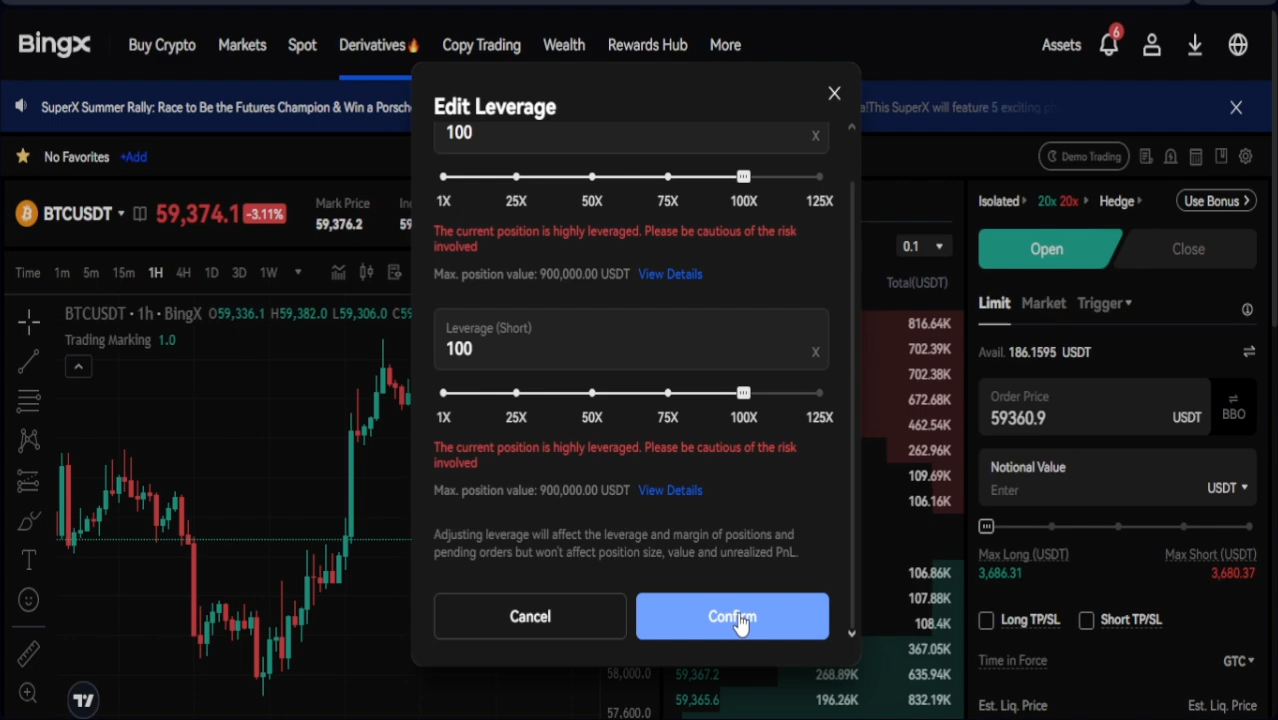 BingX
Buy Crypto
Markets
Spot
Derivatives
Copy Trading
Wealth
Rewards Hub
More
Assets
6
SuperX Summer Rally: Race to Be the Futures Champion & Win a Porsch
a!This SuperX will feature 5 exciting
No Favorites
+Add
Demo Trading
BTCUSDT
59,374.1
-3.11%
Mark Price
59,376.2
In
59
Time
1m
5m
15m
1H
4H
1D
3D
1W
BTCUSDT · 1h · BingX O59,336.1 H59,382.0 L59,306.0 C5
Trading Marking 1.0
Edit Leverage
100
X
1X
25X
50X
75X
100X
125X
The current position is highly leveraged. Please be cautious of the risk
involved
Max. position value: 900,000.00 USDT View Details
Leverage (Short)
100
X
1X
25X
50X
75X
100X
125X
The current position is highly leveraged. Please be cautious of the risk
involved
Max. position value: 900,000.00 USDT View Details
Adjusting leverage will affect the leverage and margin of positions and
pending orders but won't affect position size, value and unrealized PnL.
Cancel
Confirm
58,000.0
57,600.0
0.1
Total(USDT)
816.64K
702.39K
702.38K
672.68K
462.54K
262.96K
109.69K
106.16K
106.86K
107.88K
108.4K
367.05K
59,367.2
268.89K
635.94K
59,365.6
196.26K
832.19K
Isolated
20x 20x
Hedge
Use Bonus
Open
Close
Limit
Market
Trigger
Avail. 186.1595 USDT
Order Price
59360.9
USDT
BBO
Notional Value
Enter
USDT
Max Long (USDT)
Max Short (USDT)
3,686.31
3,680.37
Long TP/SL
Short TP/SL
Time in Force
GTC
Est. Liq. Price
Est. Liq. Price